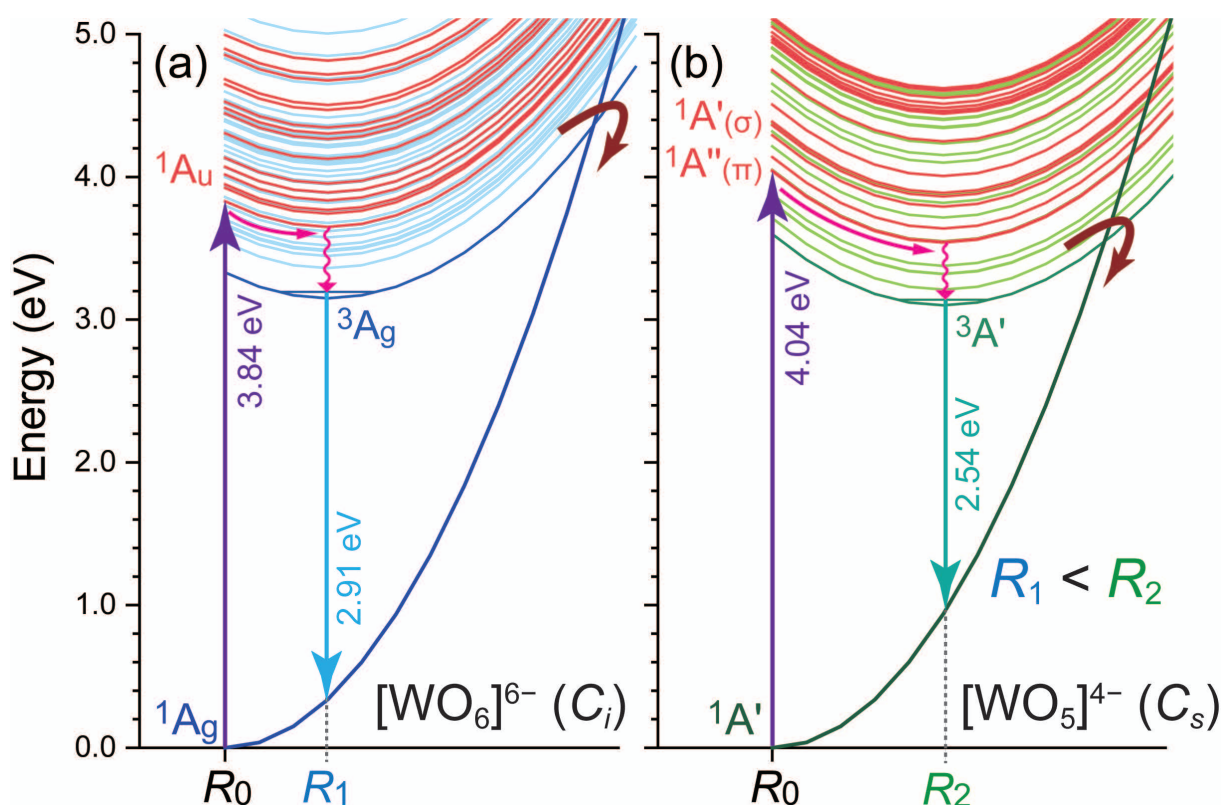 Energy (eV)
5.0
4.0
3.0
2.0
1.0
0.0
(a)
¹Aᵤ
3.84 eV
³A_g
2.91 eV
¹A_g
[WO₆]⁶⁻ (Cᵢ)
R₀
R₁
(b)
¹A'(σ)
¹A''(π)
4.04 eV
³A'
2.54 eV
R₁ < R₂
¹A'
[WO₅]⁴⁻ (Cₛ)
R₀
R₂